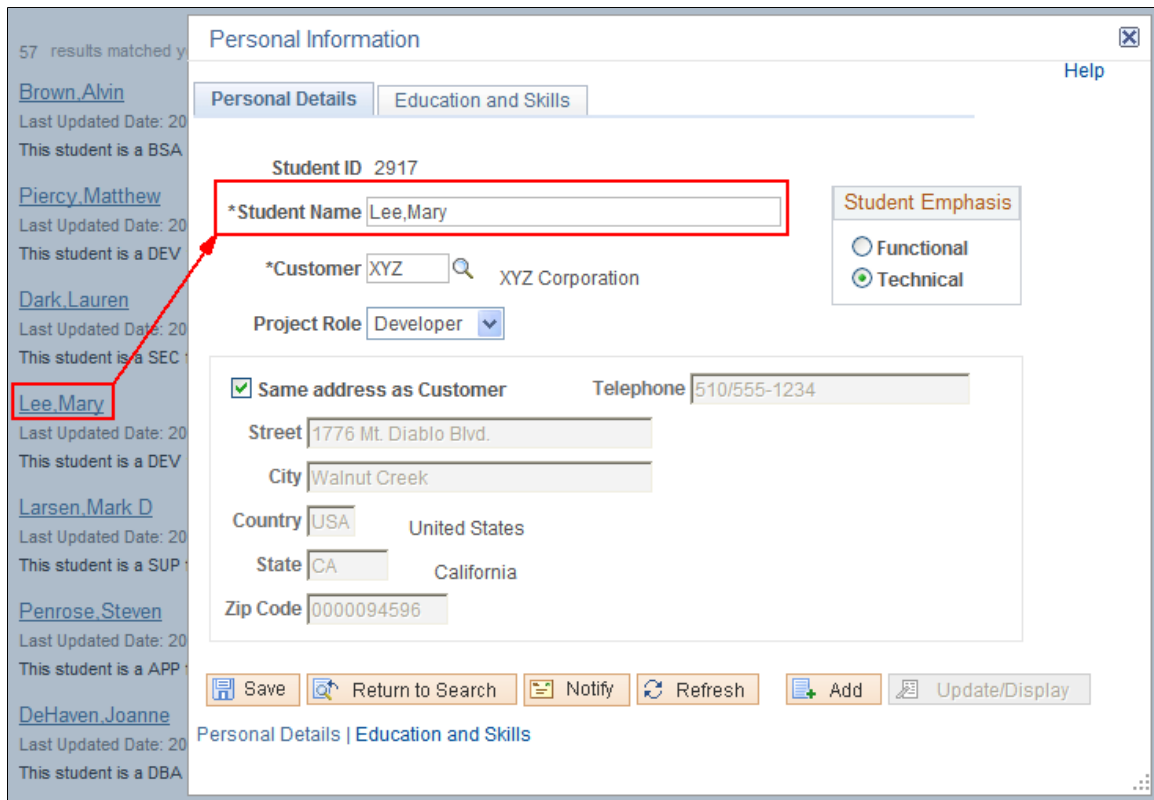 57 results matched y
Brown,Alvin
Last Updated Date: 20
This student is a BSA
Piercy,Matthew
Last Updated Date: 20
This student is a DEV
Dark,Lauren
Last Updated Date: 20
This student is a SEC
Lee,Mary
Last Updated Date: 20
This student is a DEV
Larsen,Mark D
Last Updated Date: 20
This student is a SUP
Penrose,Steven
Last Updated Date: 20
This student is a APP
DeHaven,Joanne
Last Updated Date: 20
This student is a DBA
Personal Information
Help
Personal Details Education and Skills
Student ID 2917
*Student Name Lee,Mary
*Customer XYZ XYZ Corporation
Project Role Developer
Student Emphasis
Functional
Technical
Same address as Customer Telephone 510/555-1234
Street 1776 Mt. Diablo Blvd.
City Walnut Creek
Country USA United States
State CA California
Zip Code 0000094596
Save Return to Search Notify Refresh Add Update/Display
Personal Details | Education and Skills